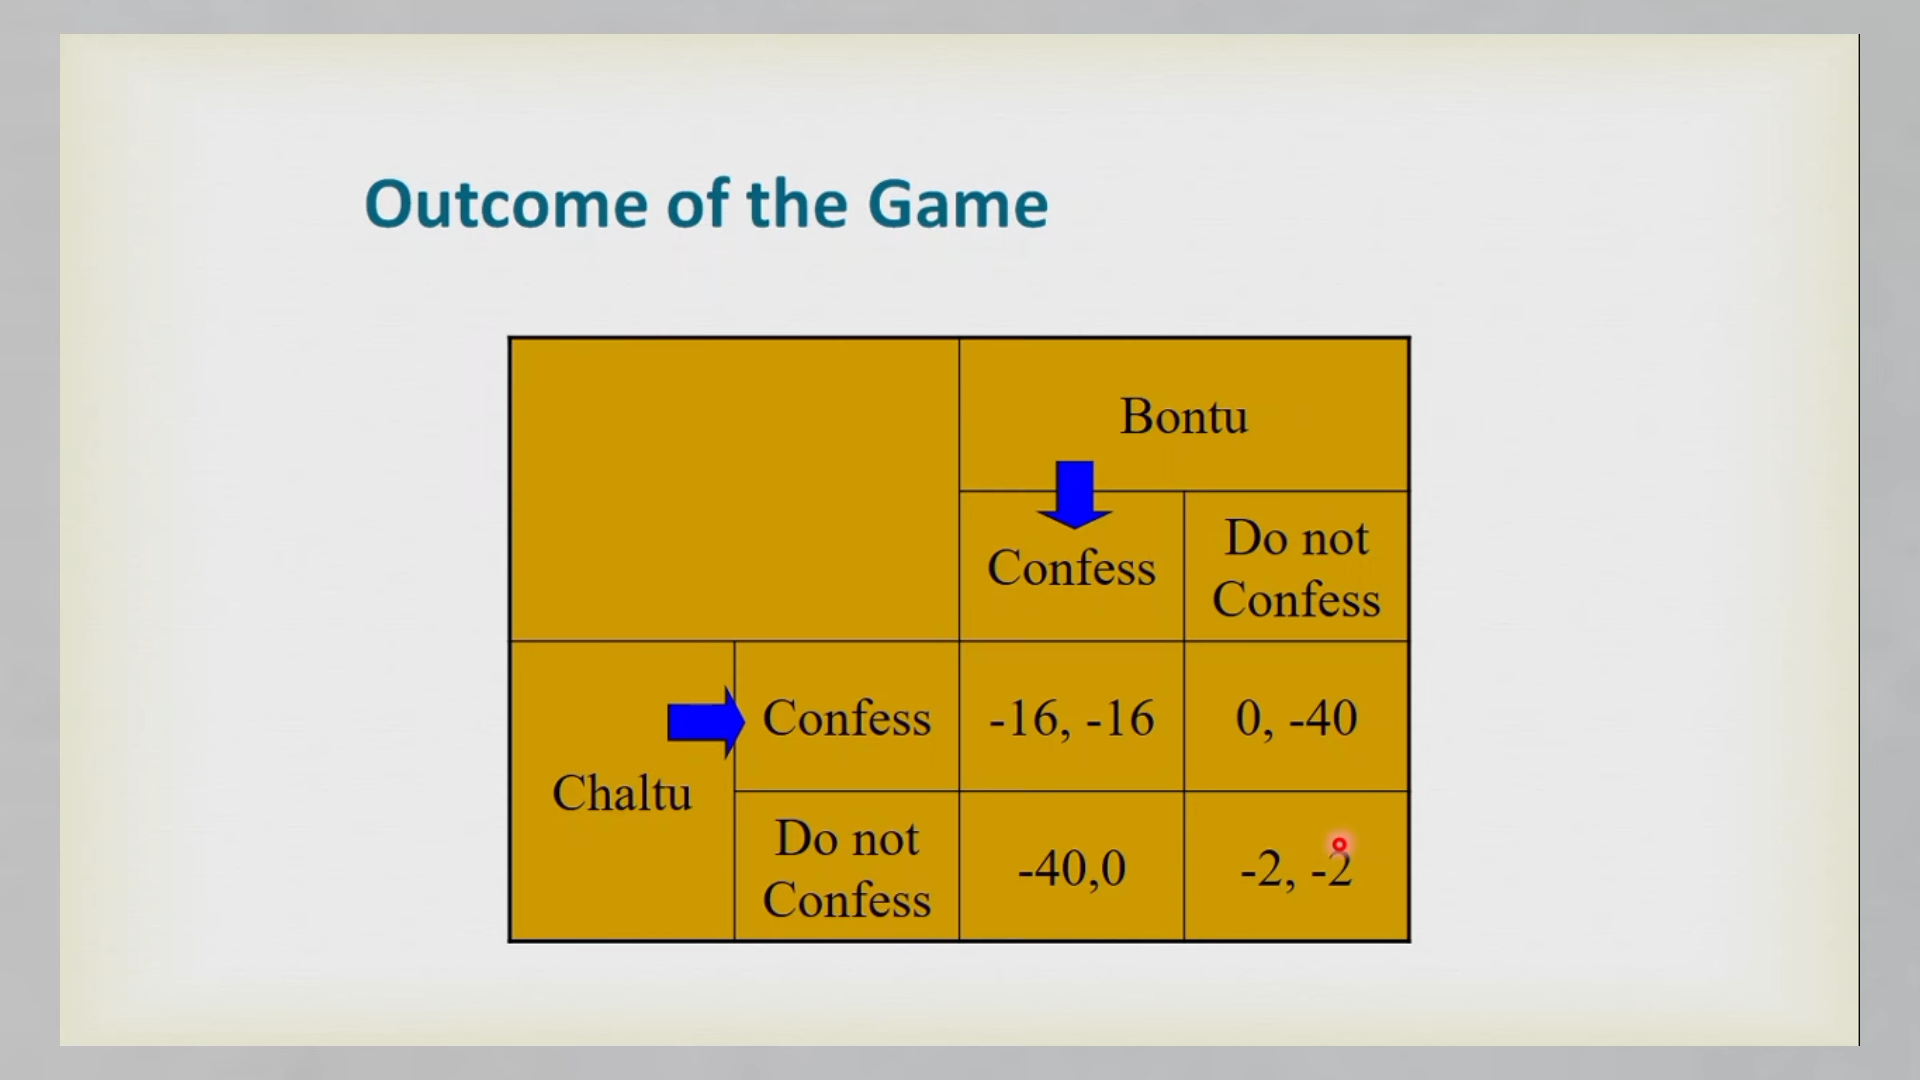 Outcome of the Game
Bontu
Confess
Do not
Confess
Chaltu
Confess
-16, -16
0, -40
Do not
Confess
-40,0
-2, -2